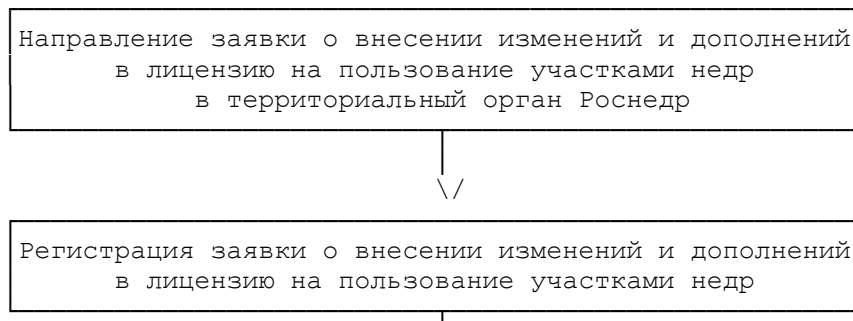 Направление заявки о внесении изменений и дополнений
в лицензию на пользование участками недр
в территориальный орган Роснедр
\/
Регистрация заявки о внесении изменений и дополнений
в лицензию на пользование участками недр